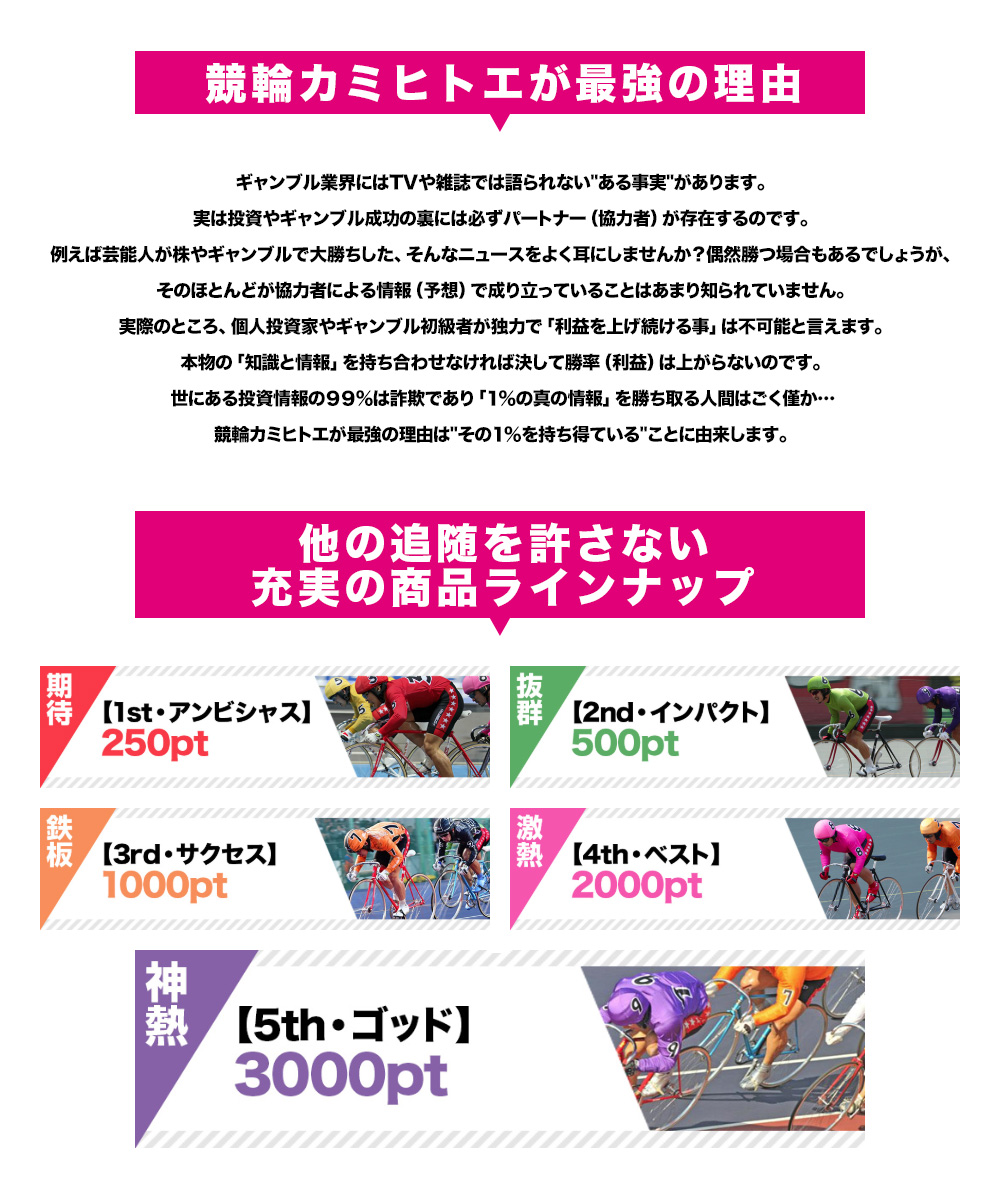 競輪カミヒトエが最強の理由
ギャンブル業界にはTVや雑誌では語られない"ある事実"があります。
実は投資やギャンブル成功の裏には必ずパートナー（協力者）が存在するのです。
例えば芸能人が株やギャンブルで大勝ちした、そんなニュースをよく耳にしませんか？偶然勝つ場合もあるでしょうが、
そのほとんどが協力者による情報（予想）で成り立っていることはあまり知られていません。
実際のところ、個人投資家やギャンブル初級者が独力で「利益を上げ続ける事」は不可能と言えます。
本物の「知識と情報」を持ち合わせなければ決して勝率（利益）は上がらないのです。
世にある投資情報の99%は詐欺であり「1%の真の情報」を勝ち取る人間はごく僅か…
競輪カミヒトエが最強の理由は"その1%を持ち得ている"ことに由来します。
他の追随を許さない
充実の商品ラインナップ
期待
【1st・アンビシャス】
250pt
抜群
【2nd・インパクト】
500pt
鉄板
【3rd・サクセス】
1000pt
激熱
【4th・ベスト】
2000pt
神熱
【5th・ゴッド】
3000pt
7
9
7